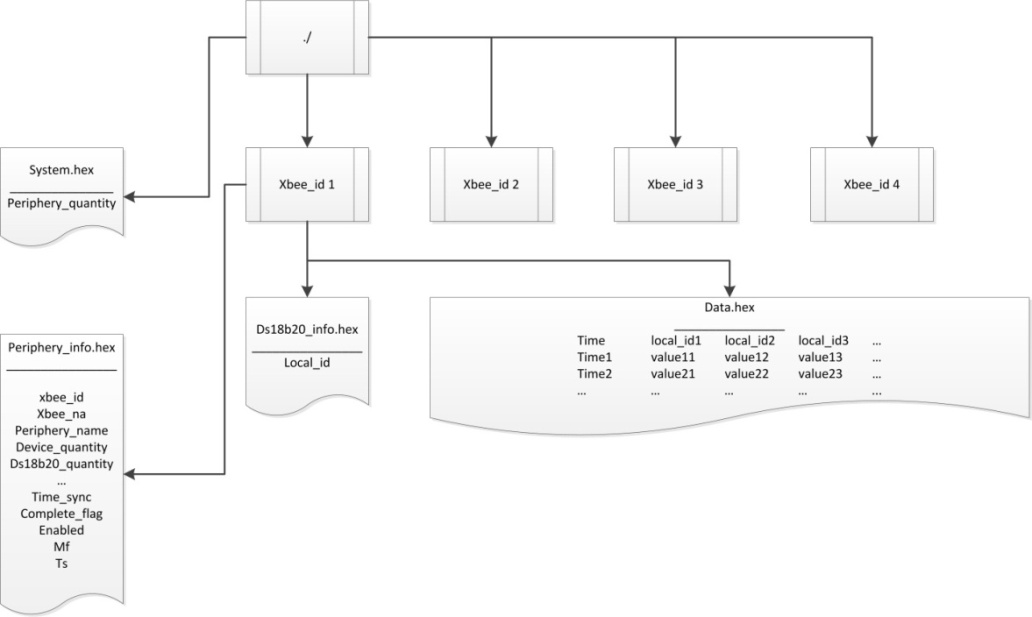 ./
System.hex
Periphery_quantity
Xbee_id 1
Xbee_id 2
Xbee_id 3
Xbee_id 4
Periphery_info.hex
xbee_id
Xbee_na
Periphery_name
Device_quantity
Ds18b20_quantity
...
Time_sync
Complete_flag
Enabled
Mf
Ts
Ds18b20_info.hex
Local_id
Data.hex
Time local_id1 local_id2 local_id3 ...
Time1 value11 value12 value13 ...
Time2 value21 value22 value23 ...
... ... ... ... ...